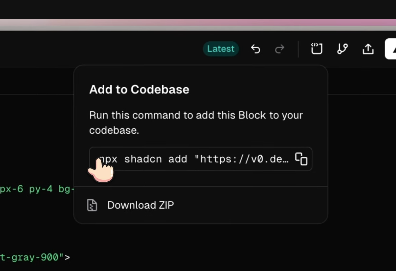 Latest
Add to Codebase
Run this command to add this Block to your
codebase.
npx shadcn add "https://v0.de…
px-6 py-4 bg-
Download ZIP
t-gray-900">